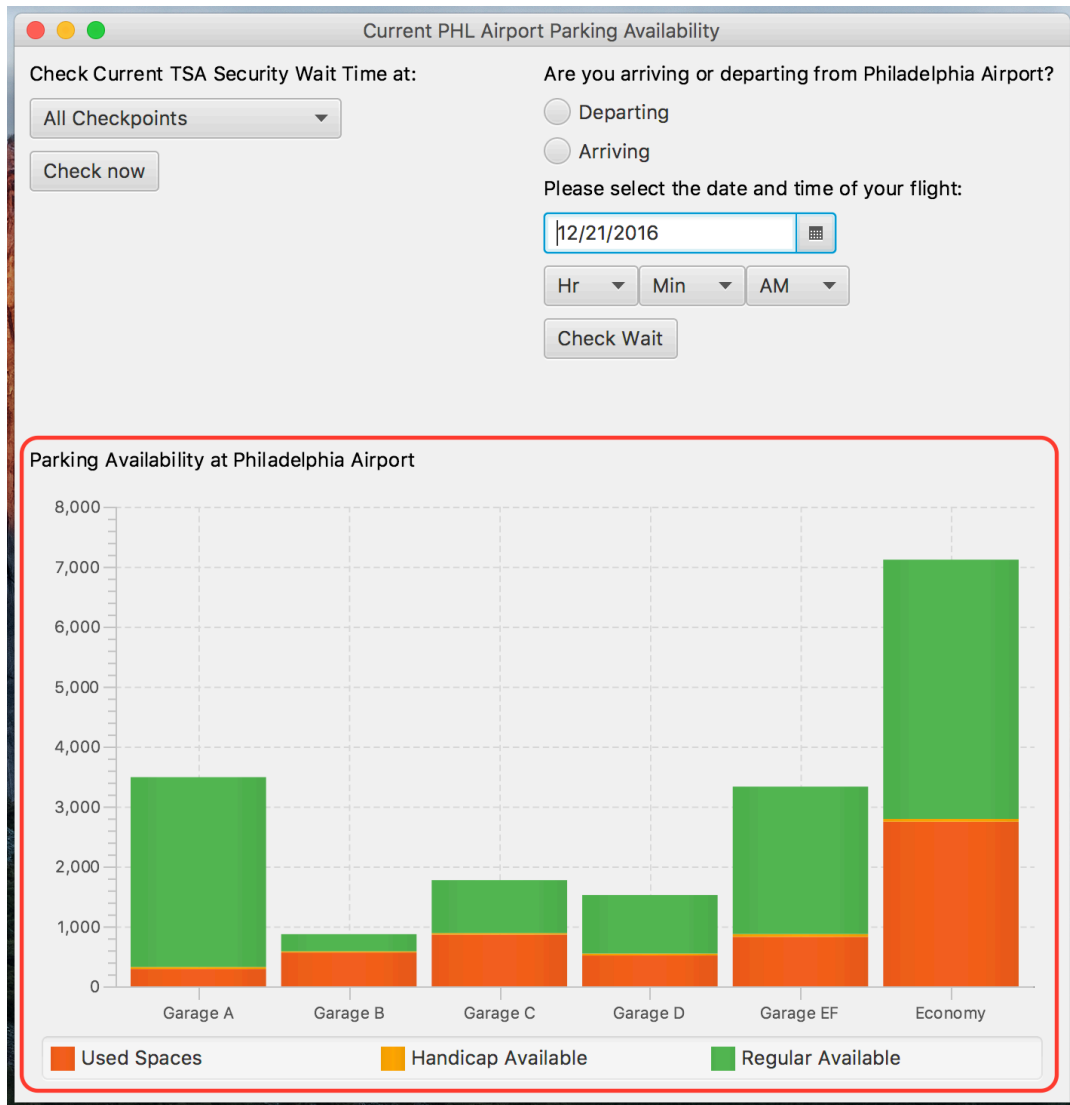 Current PHL Airport Parking Availability
Check Current TSA Security Wait Time at:
All Checkpoints
Check now
Are you arriving or departing from Philadelphia Airport?
Departing
Arriving
Please select the date and time of your flight:
12/21/2016
Hr Min AM
Check Wait
Parking Availability at Philadelphia Airport
8,000
7,000
6,000
5,000
4,000
3,000
2,000
1,000
0
Garage A Garage B Garage C Garage D Garage EF Economy
Used Spaces Handicap Available Regular Available